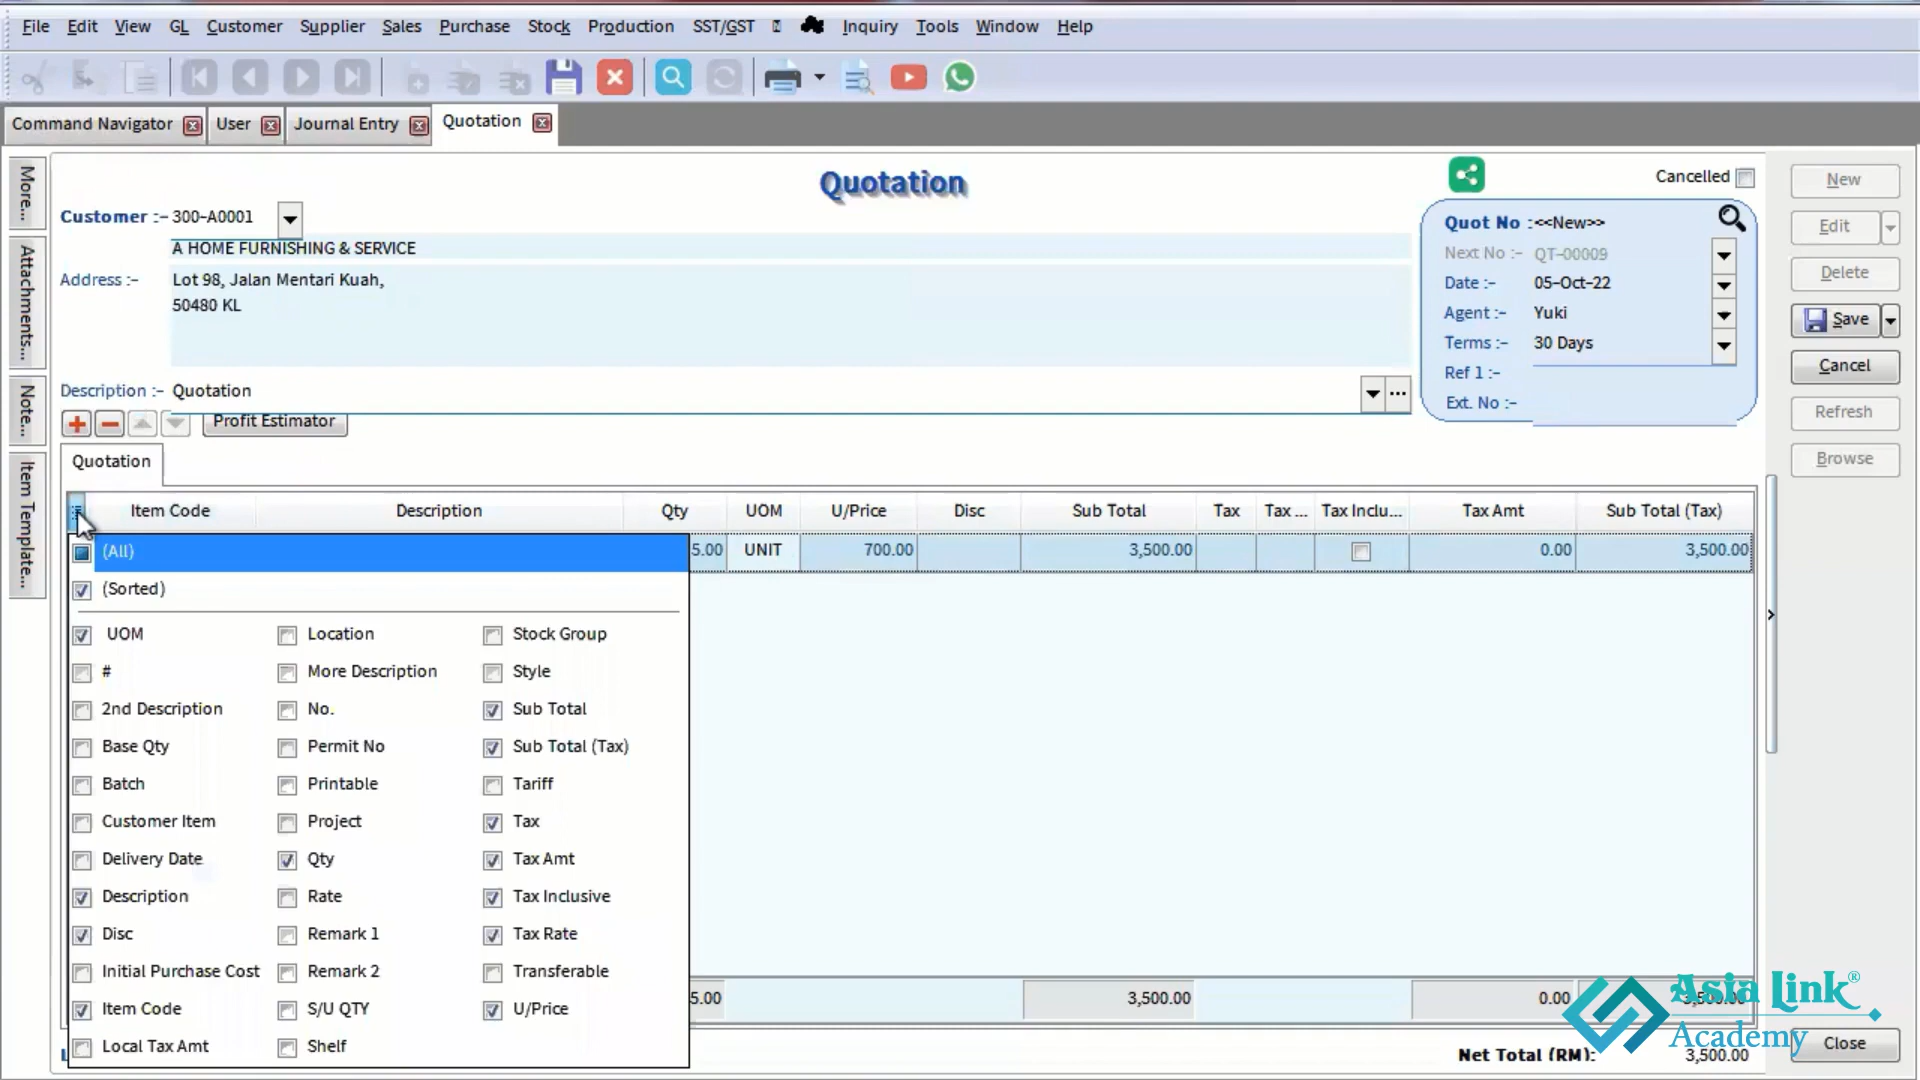 File Edit View GL Customer Supplier Sales Purchase Stock Production SST/GST Inquiry Tools Window Help
Command Navigator User Journal Entry Quotation
More...
Attachments...
Note...
Item Template...
Quotation
Cancelled
Customer :- 300-A0001
A HOME FURNISHING & SERVICE
Address :- Lot 98, Jalan Mentari Kuah,
50480 KL
Description :- Quotation
Quot No :<<New>>
Next No :- QT-00009
Date :- 05-Oct-22
Agent :- Yuki
Terms :- 30 Days
Ref 1 :-
Ext. No :-
New
Edit
Delete
Save
Cancel
Refresh
Browse
Profit Estimator
Quotation
Item Code Description Qty UOM U/Price Disc Sub Total Tax Tax ... Tax Inclu... Tax Amt Sub Total (Tax)
5.00 UNIT 700.00 3,500.00 0.00 3,500.00
(All)
(Sorted)
UOM Location Stock Group
# More Description Style
2nd Description No. Sub Total
Base Qty Permit No Sub Total (Tax)
Batch Printable Tariff
Customer Item Project Tax
Delivery Date Qty Tax Amt
Description Rate Tax Inclusive
Disc Remark 1 Tax Rate
Initial Purchase Cost Remark 2 Transferable
Item Code S/U QTY U/Price
Local Tax Amt Shelf
5.00 3,500.00 0.00 3,500.00
Net Total (RM): 3,500.00
Close
Asia Link®
Academy